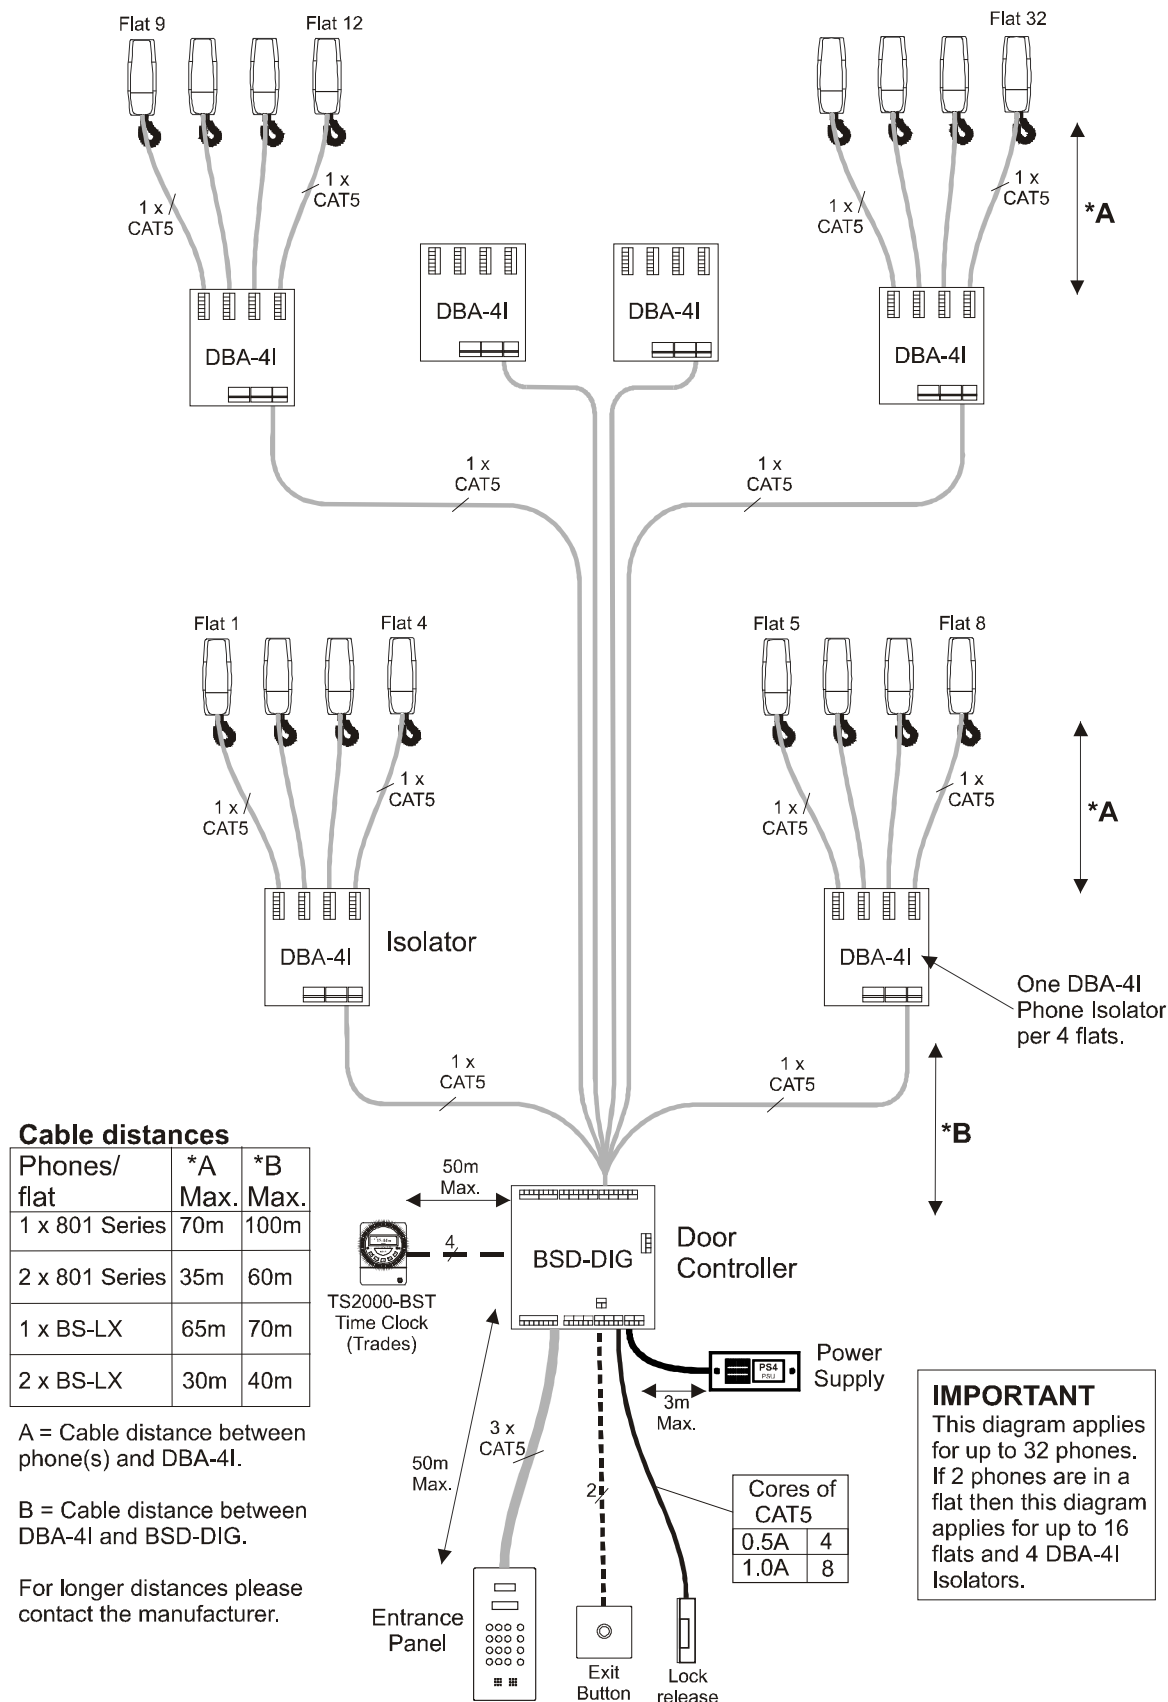 Flat 9
Flat 12
Flat 32
1 x
CAT5
1 x
CAT5
1 x
CAT5
1 x
CAT5
*A
DBA-4I
DBA-4I
DBA-4I
DBA-4I
1 x
CAT5
1 x
CAT5
Flat 1
Flat 4
Flat 5
Flat 8
1 x
CAT5
1 x
CAT5
1 x
CAT5
1 x
CAT5
*A
DBA-4I
Isolator
DBA-4I
One DBA-4I
Phone Isolator
per 4 flats.
1 x
CAT5
1 x
CAT5
*B
Cable distances
Phones/ flat *A Max. *B Max.
1 x 801 Series 70m 100m
2 x 801 Series 35m 60m
1 x BS-LX 65m 70m
2 x BS-LX 30m 40m
A = Cable distance between
phone(s) and DBA-4I.
B = Cable distance between
DBA-4I and BSD-DIG.
For longer distances please
contact the manufacturer.
50m
Max.
4
TS2000-BST
Time Clock
(Trades)
BSD-DIG
Door
Controller
PS4
PSU
Power
Supply
3m
Max.
3 x
CAT5
50m
Max.
2
Cores of
CAT5
0.5A 4
1.0A 8
Entrance
Panel
Exit
Button
Lock
release
IMPORTANT
This diagram applies
for up to 32 phones.
If 2 phones are in a
flat then this diagram
applies for up to 16
flats and 4 DBA-4I
Isolators.